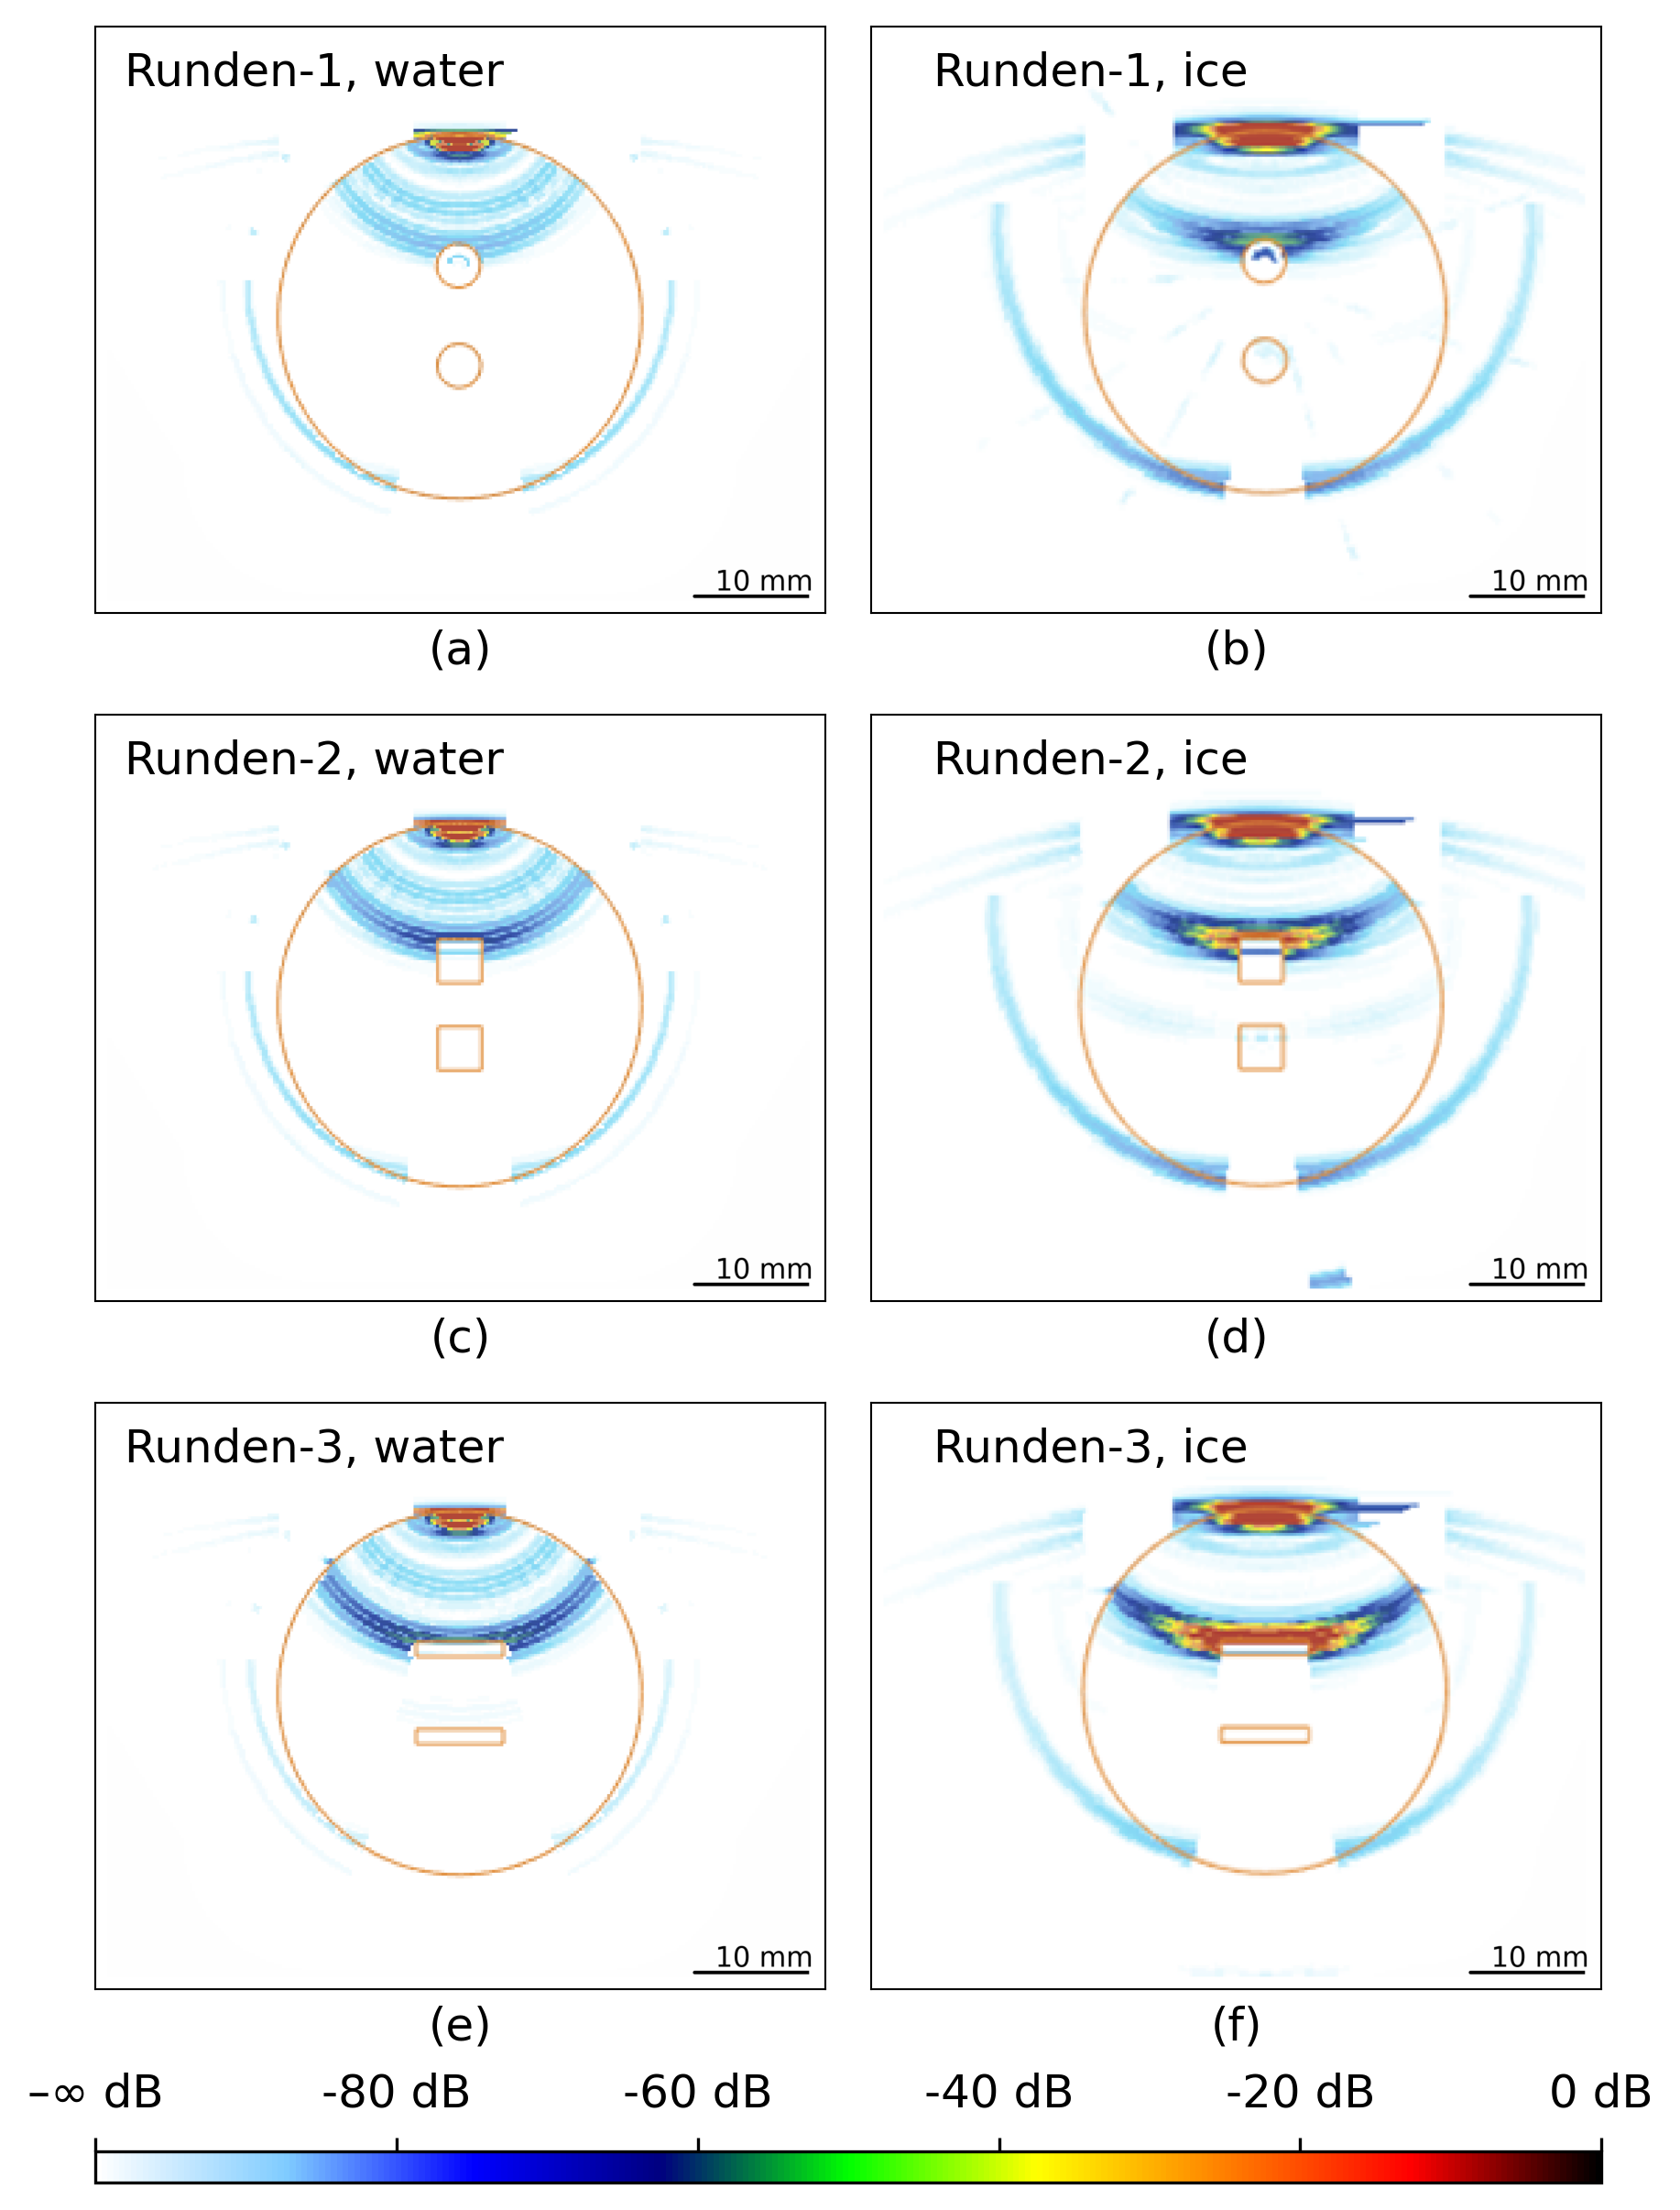 Runden-1, water
Runden-1, ice
10 mm
10 mm
(a)
(b)
Runden-2, water
Runden-2, ice
10 mm
10 mm
(c)
(d)
Runden-3, water
Runden-3, ice
10 mm
10 mm
(e)
(f)
–∞ dB
-80 dB
-60 dB
-40 dB
-20 dB
0 dB